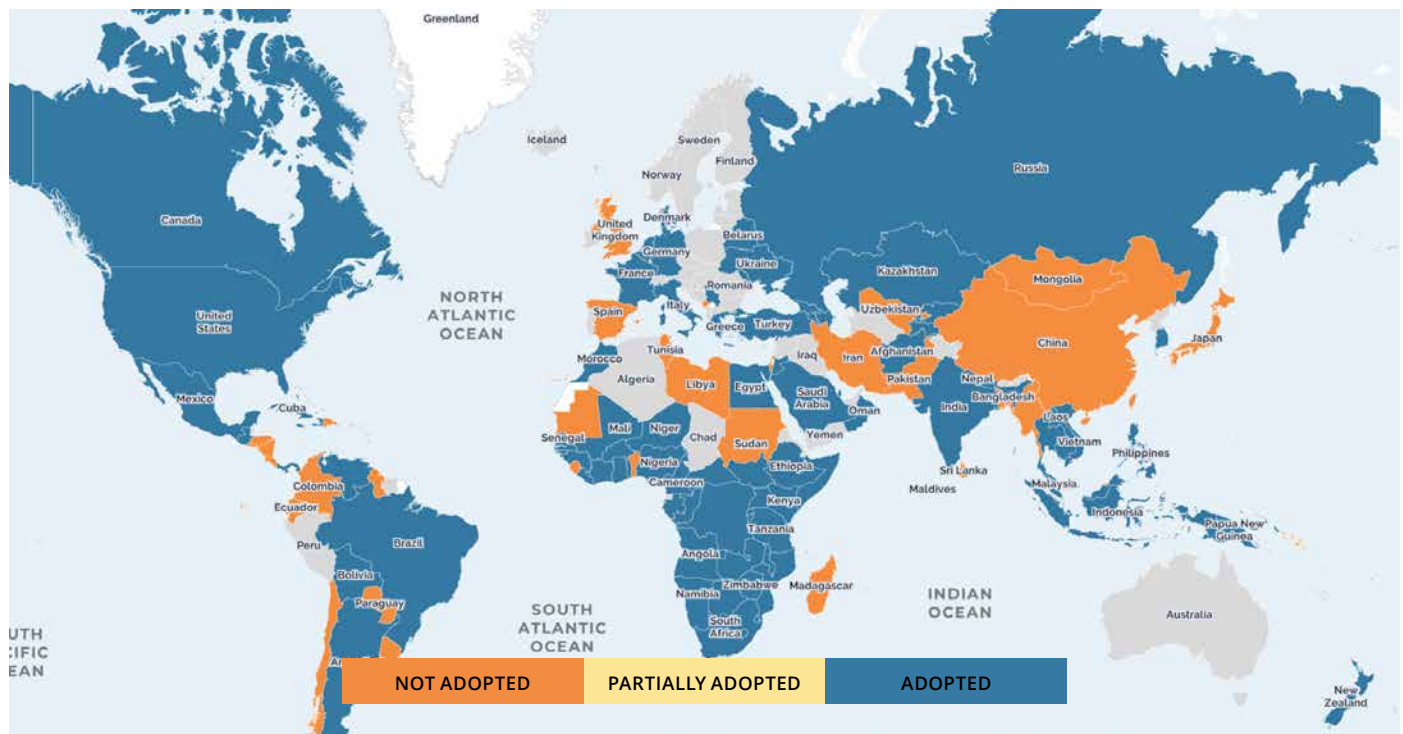 Greenland
Iceland
Sweden
Finland
Norway
Russia
Canada
United
Kingdom
Denmark
Belarus
Germany
Ukraine
France
Kazakhstan
Mongolia
Romania
NORTH
ATLANTIC
OCEAN
United
States
Spain
Italy
Uzbekistan
Greece
Turkey
China
Japan
Tunisia
Morocco
Iraq
Iran
Afghanistan
Algeria
Libya
Egypt
Pakistan
Nepal
Mexico
Cuba
Saudi
Arabia
Bangladesh
India
Oman
Laos
Senegal
Mali
Niger
Chad
Sudan
Yemen
Vietnam
Philippines
Nigeria
Ethiopia
Sri Lanka
Cameroon
Maldives
Malaysia
Colombia
Kenya
Ecuador
Indonesia
Tanzania
Papua New
Guinea
Peru
Brazil
Angola
Bolivia
Zimbabwe
Madagascar
Namibia
Paraguay
INDIAN
OCEAN
SOUTH
ATLANTIC
OCEAN
South
Africa
Australia
UTH
IFIC
EAN
Ar
NOT ADOPTED
PARTIALLY ADOPTED
ADOPTED
New
Zealand